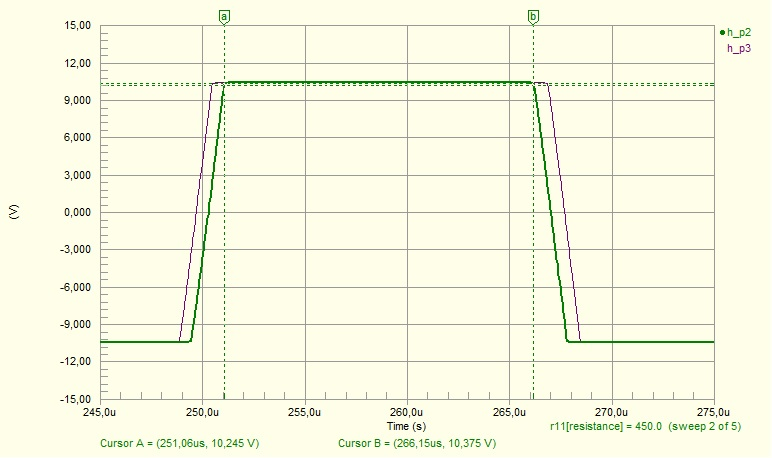 a
b
15,00
12,00
9,000
6,000
3,000
0,000
-3,000
-6,000
-9,000
-12,00
-15,00
(V)
h_p2
h_p3
245,0u 250,0u 255,0u 260,0u 265,0u 270,0u 275,0u
Time (s)
r11[resistance] = 450.0 (sweep 2 of 5)
Cursor A = (251,06us, 10,245 V)
Cursor B = (266,15us, 10,375 V)